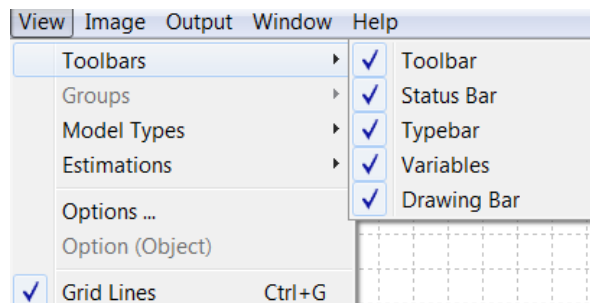 View Image Output Window Help
Toolbars
Groups
Model Types
Estimations
Options ...
Option (Object)
Grid Lines Ctrl+G
Toolbar
Status Bar
Typebar
Variables
Drawing Bar